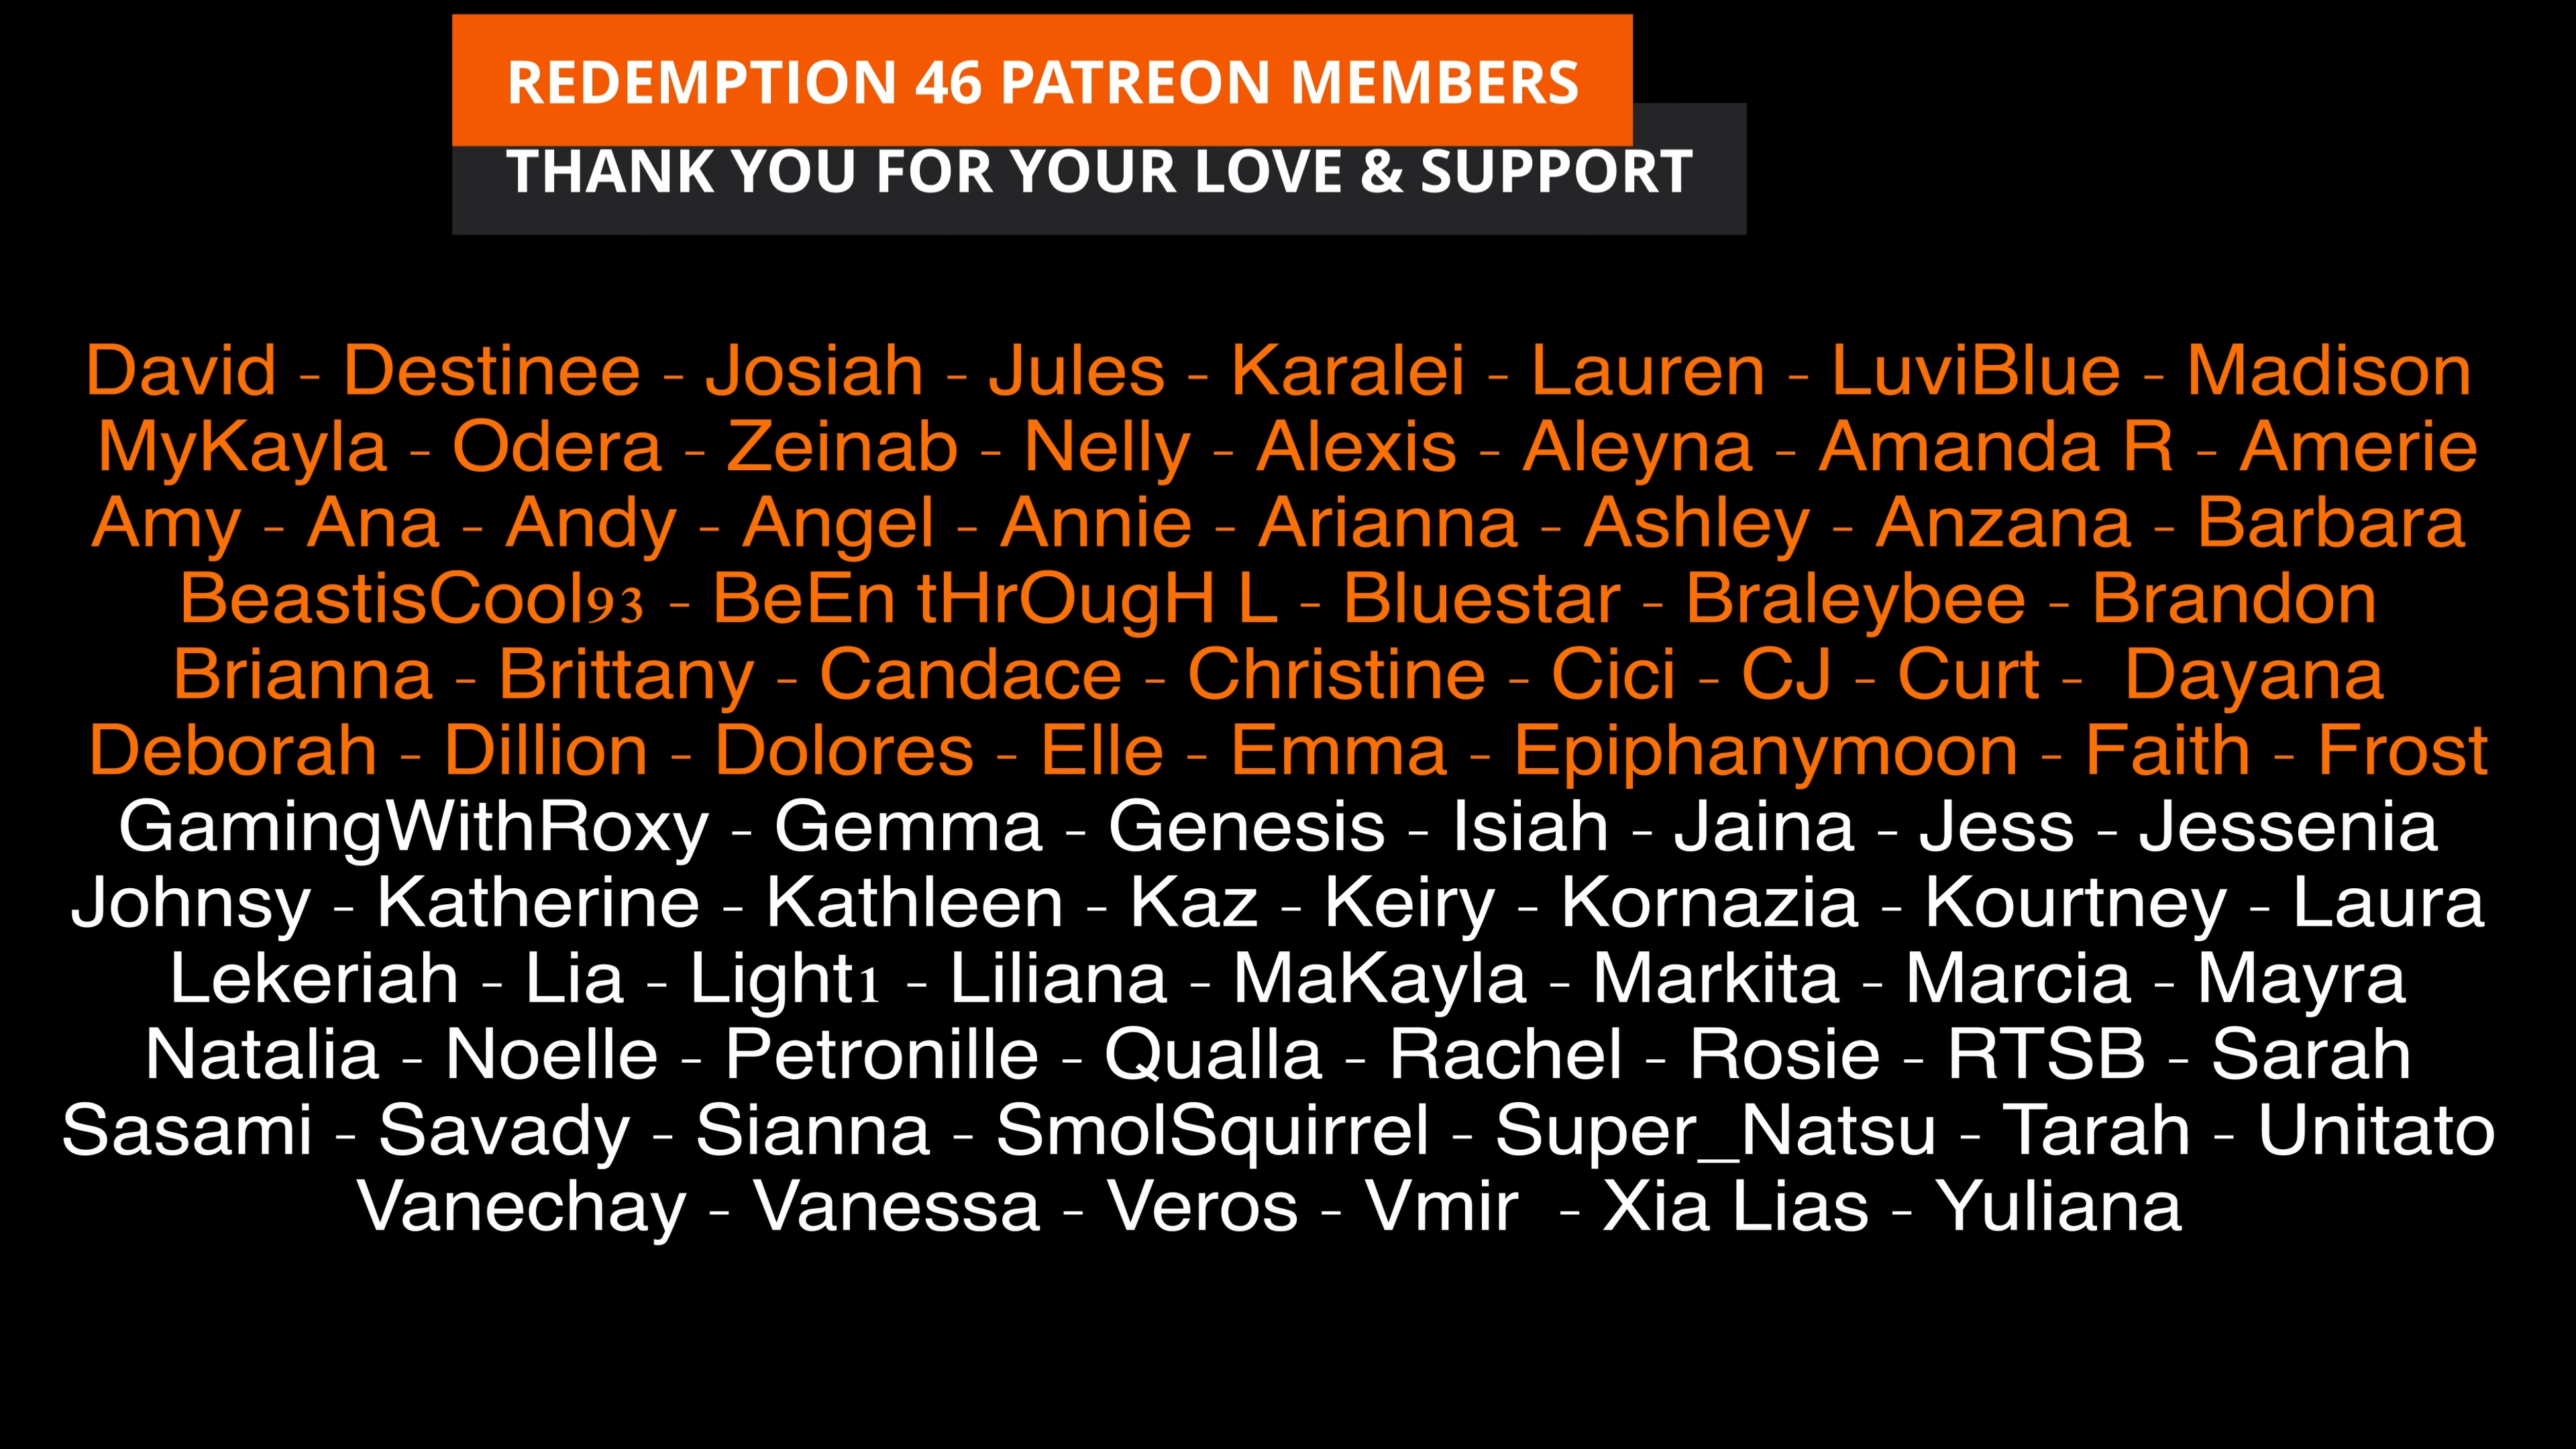 REDEMPTION 46 PATREON MEMBERS
THANK YOU FOR YOUR LOVE & SUPPORT
David - Destinee - Josiah - Jules - Karalei - Lauren - LuviBlue - Madison
MyKayla - Odera - Zeinab - Nelly - Alexis - Aleyna - Amanda R - Amerie
Amy - Ana - Andy - Angel - Annie - Arianna - Ashley - Anzana - Barbara
BeastisCool93 - BeEn tHrOugH L - Bluestar - Braleybee - Brandon
Brianna - Brittany - Candace - Christine - Cici - CJ - Curt - Dayana
Deborah - Dillion - Dolores - Elle - Emma - Epiphanymoon - Faith - Frost
GamingWithRoxy - Gemma - Genesis - Isiah - Jaina - Jess - Jessenia
Johnsy - Katherine - Kathleen - Kaz - Keiry - Kornazia - Kourtney - Laura
Lekeriah - Lia - Light1 - Liliana - MaKayla - Markita - Marcia - Mayra
Natalia - Noelle - Petronille - Qualla - Rachel - Rosie - RTSB - Sarah
Sasami - Savady - Sianna - SmolSquirrel - Super_Natsu - Tarah - Unitato
Vanechay - Vanessa - Veros - Vmir - Xia Lias - Yuliana